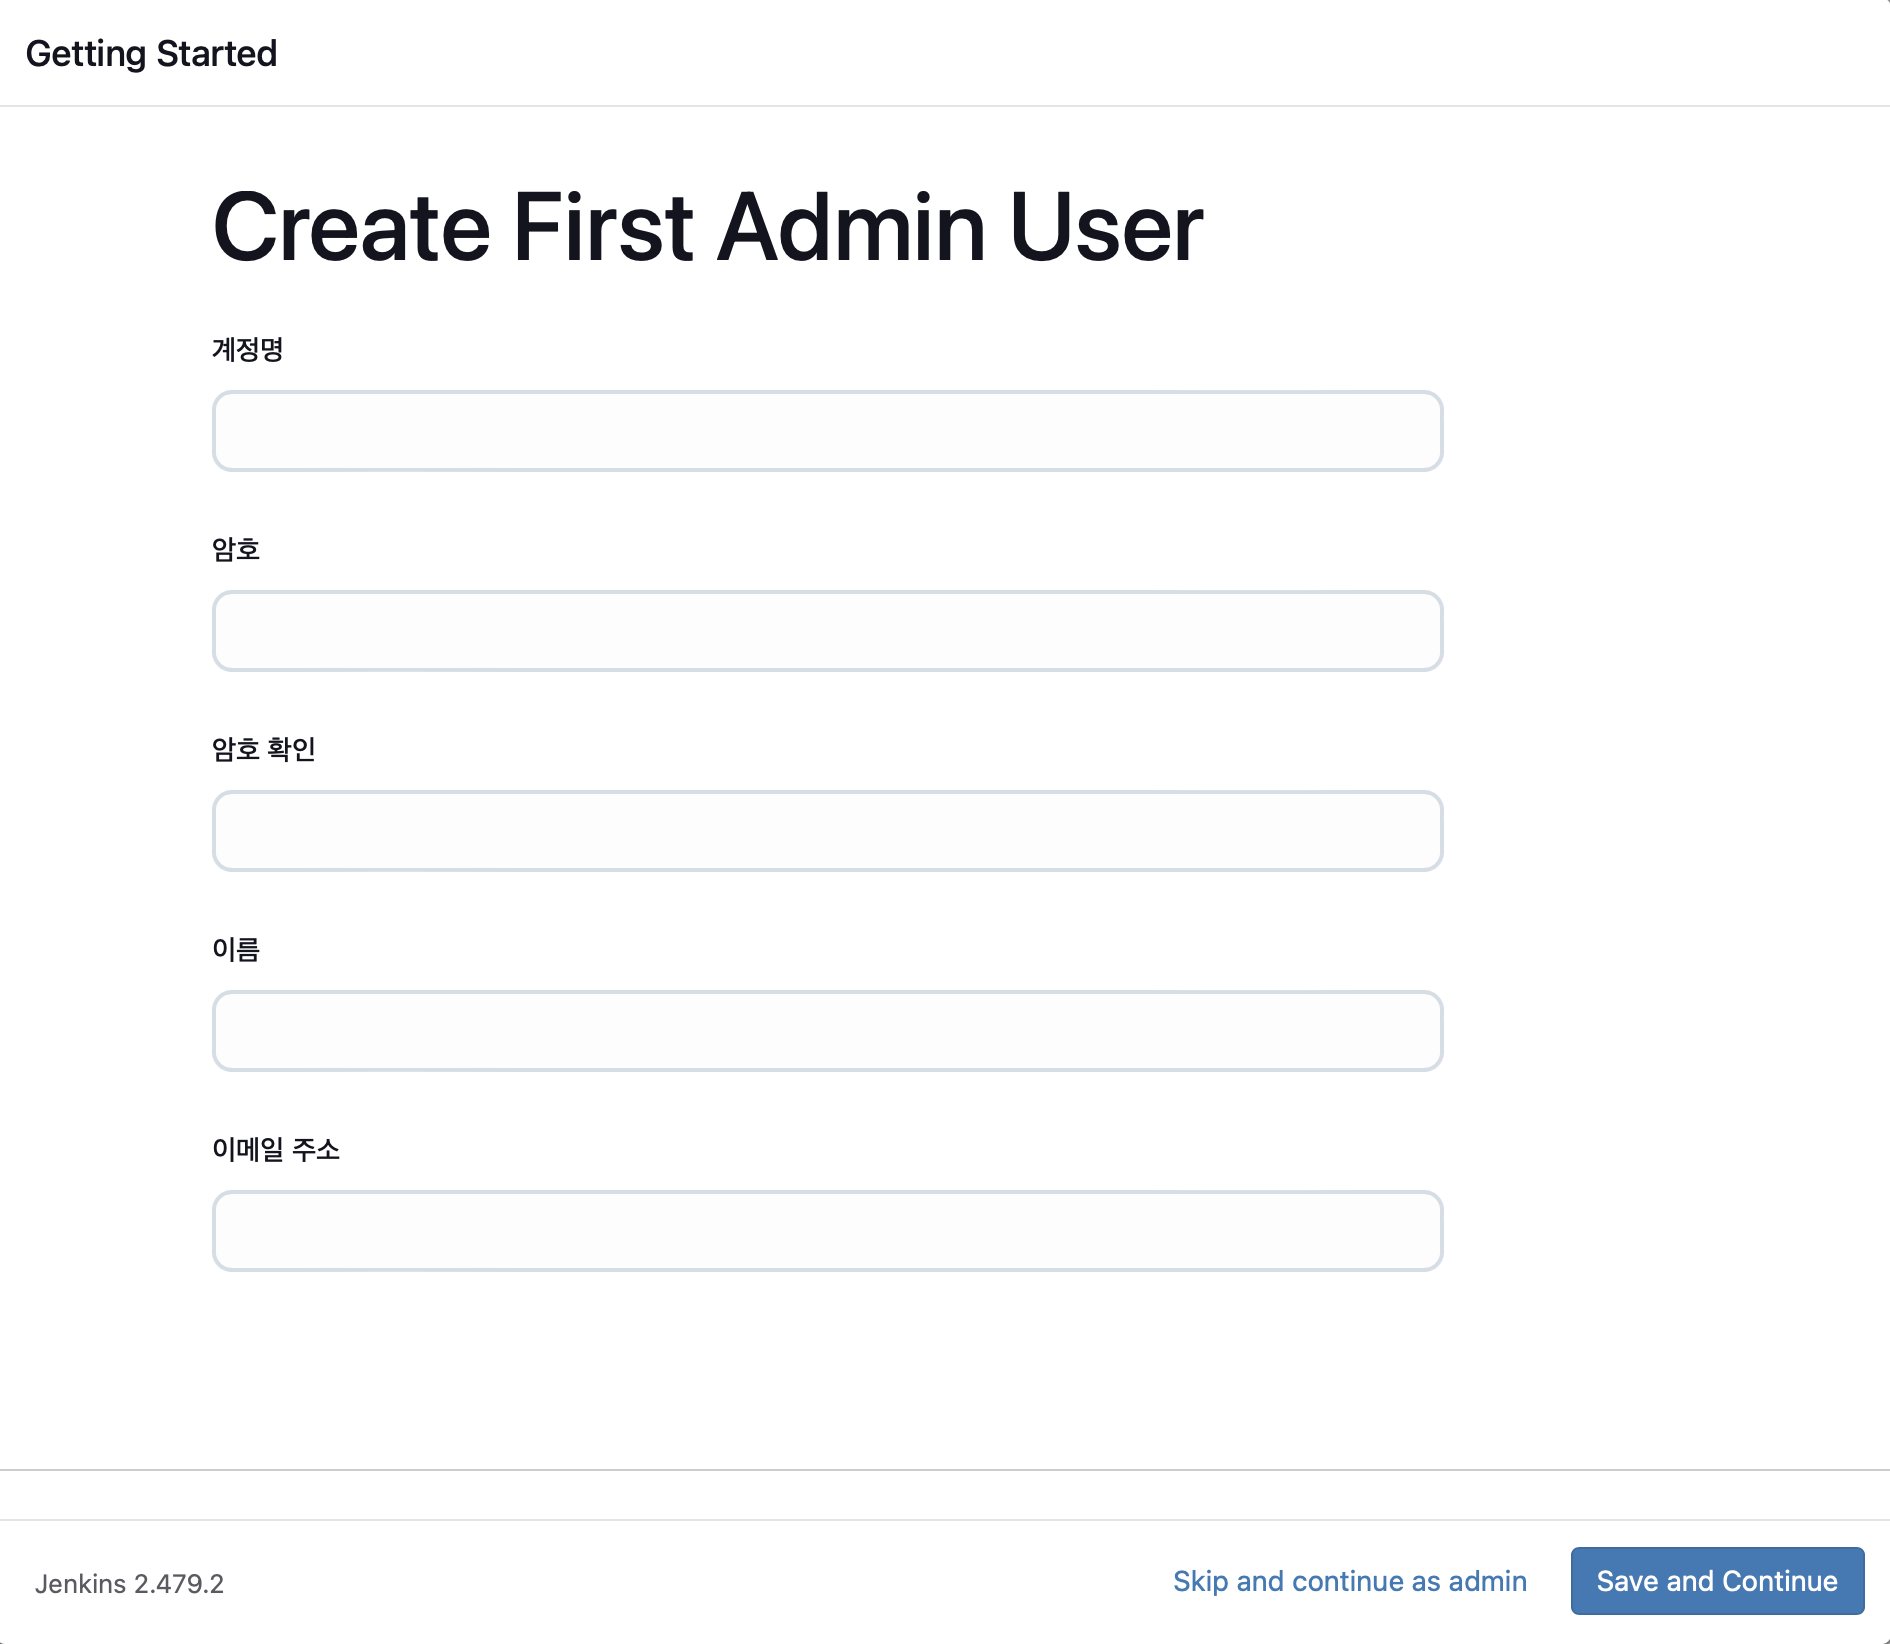 Getting Started
Create First Admin User
계정명
암호
암호 확인
이름
이메일 주소
Jenkins 2.479.2
Skip and continue as admin
Save and Continue